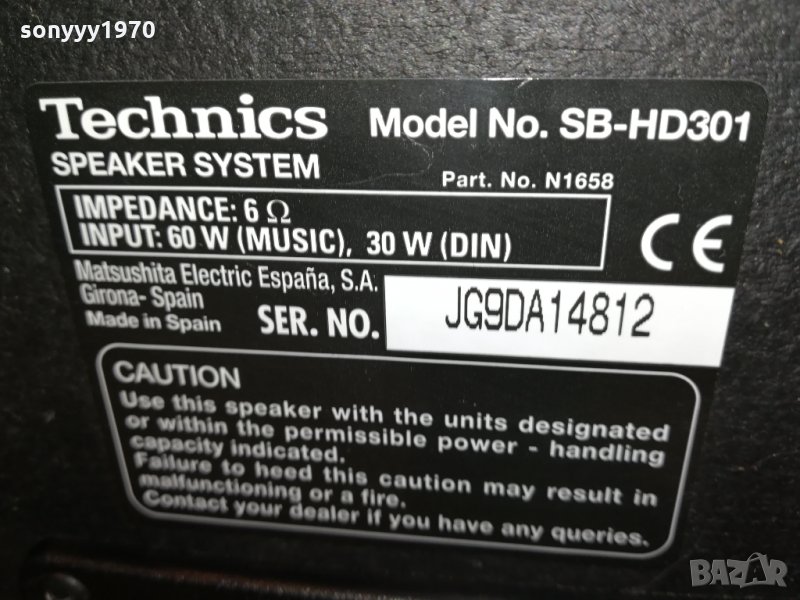 sonyyy1970
Technics Model No. SB-HD301
SPEAKER SYSTEM
Part. No. N1658
IMPEDANCE: 6 Ω
INPUT: 60 W (MUSIC), 30 W (DIN)
CE
Matsushita Electric España, S.A.
Girona- Spain
Made in Spain
SER. NO. JG9DA14812
CAUTION
Use this speaker with the units designated
or within the permissible power - handling
capacity indicated.
Failure to heed this caution may result in
malfunctioning or a fire.
Contact your dealer if you have any queries.
BAZAR